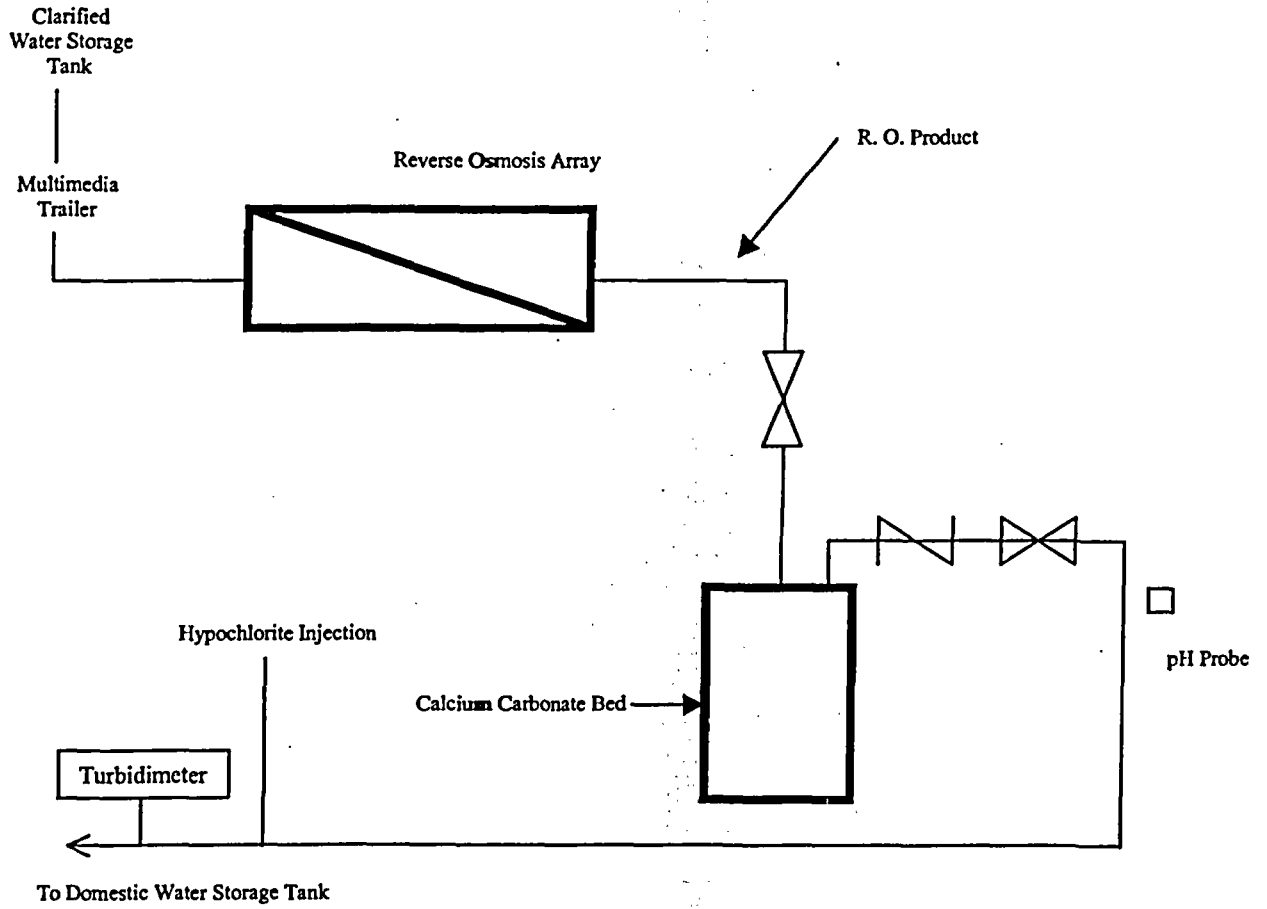 Clarified
Water Storage
Tank
Multimedia
Trailer
Reverse Osmosis Array
R. O. Product
Hypochlorite Injection
pH Probe
Calcium Carbonate Bed
Turbidimeter
To Domestic Water Storage Tank